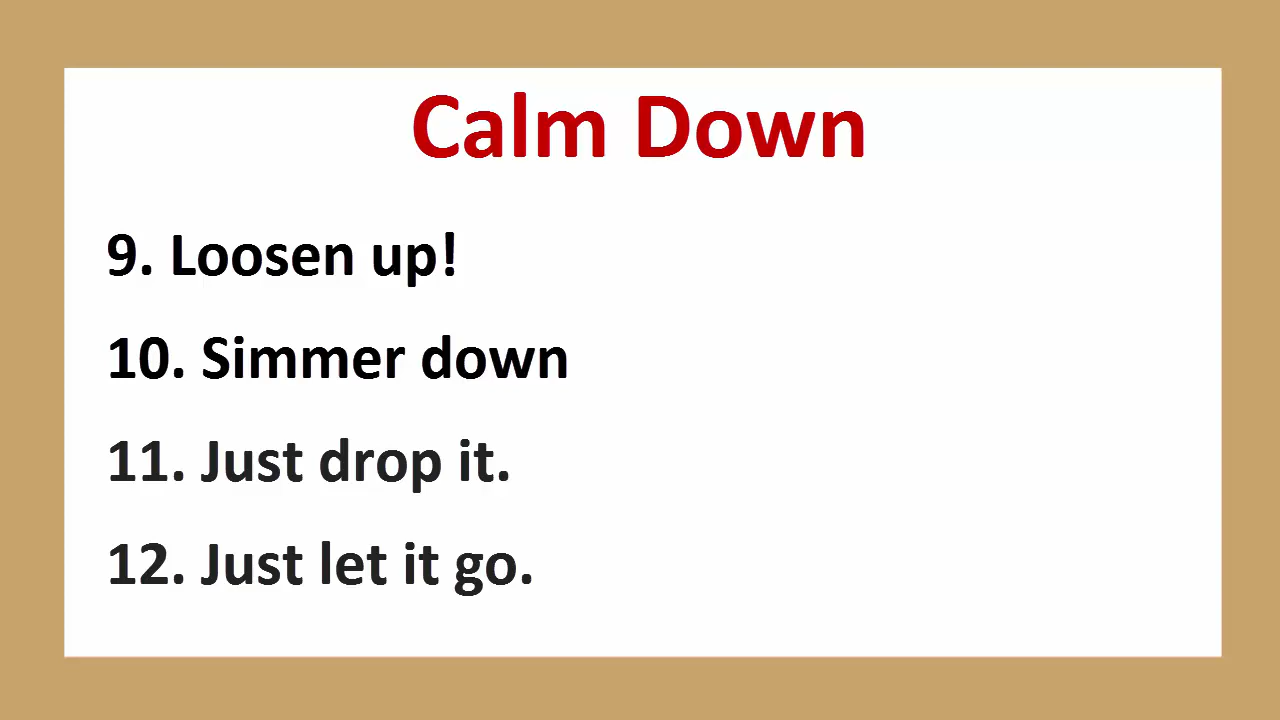 Calm Down
9. Loosen up!
10. Simmer down
11. Just drop it.
12. Just let it go.